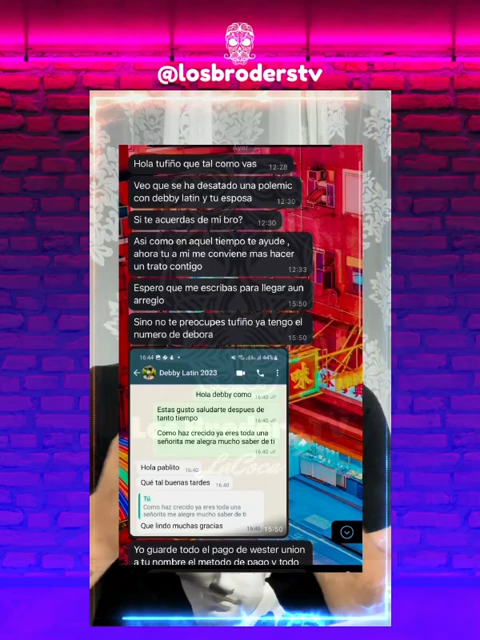 @losbroderstv
Ayer
Hola tufiño que tal como vas
12:28
Veo que se ha desatado una polemic
con debby latin y tu esposa
12:30
Si te acuerdas de mi bro?
12:30
Asi como en aquel tiempo te ayude ,
ahora tu a mi me conviene mas hacer
un trato contigo
12:33
Espero que me escribas para llegar aun
arreglo
15:50
Sino no te preocupes tufiño ya tengo el
numero de debora
15:50
16:44
44%
Debby Latin 2023
Hola debby como
16:40
Estas gusto saludarte despues de
tanto tiempo
16:40
Como haz crecido ya eres toda una
señorita me alegra mucho saber de ti
16:40
Hola pablito
16:40
Qué tal buenas tardes
16:40
Tú
Como haz crecido ya eres toda una
señorita me alegra mucho saber de ti
Que lindo muchas gracias
16:40
15:50
Yo guarde todo el pago de wester union
a tu nombre el metodo de pago y todo